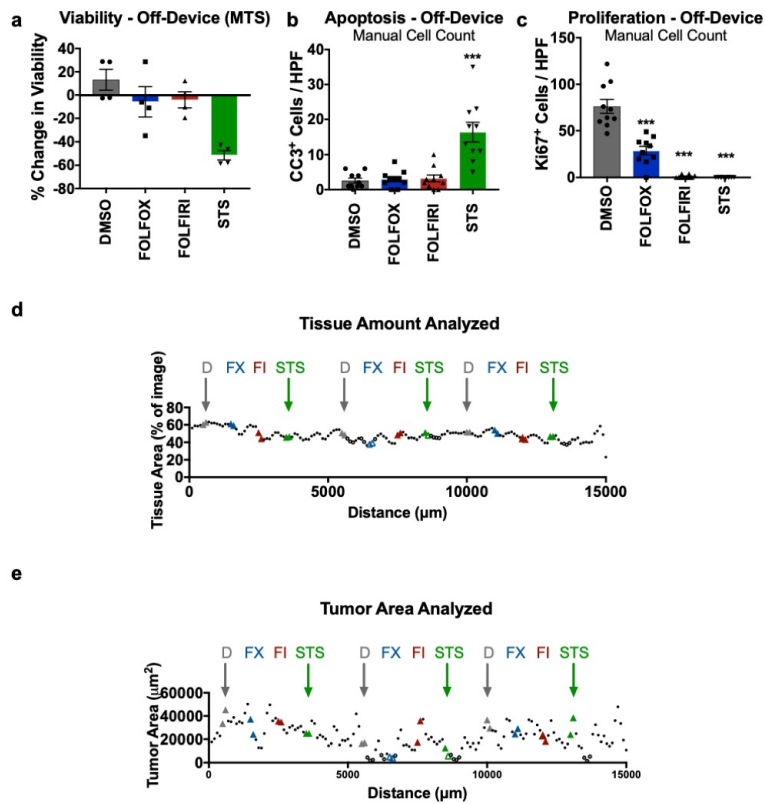 a
Viability - Off-Device (MTS)
% Change in Viability
40
20
0
-20
-40
-60
-80
DMSO
FOLFOX
FOLFIRI
STS
b
Apoptosis - Off-Device
Manual Cell Count
CC3+ Cells / HPF
40
30
20
10
0
***
DMSO
FOLFOX
FOLFIRI
STS
c
Proliferation - Off-Device
Manual Cell Count
Ki67+ Cells / HPF
150
100
50
0
***
***
***
DMSO
FOLFOX
FOLFIRI
STS
d
Tissue Amount Analyzed
D FX FI STS D FX FI STS D FX FI STS
Tissue Area (% of image)
80
60
40
20
0
0 5000 10000 15000
Distance (µm)
e
Tumor Area Analyzed
D FX FI STS D FX FI STS D FX FI STS
Tumor Area (µm²)
60000
40000
20000
0
0 5000 10000 15000
Distance (µm)